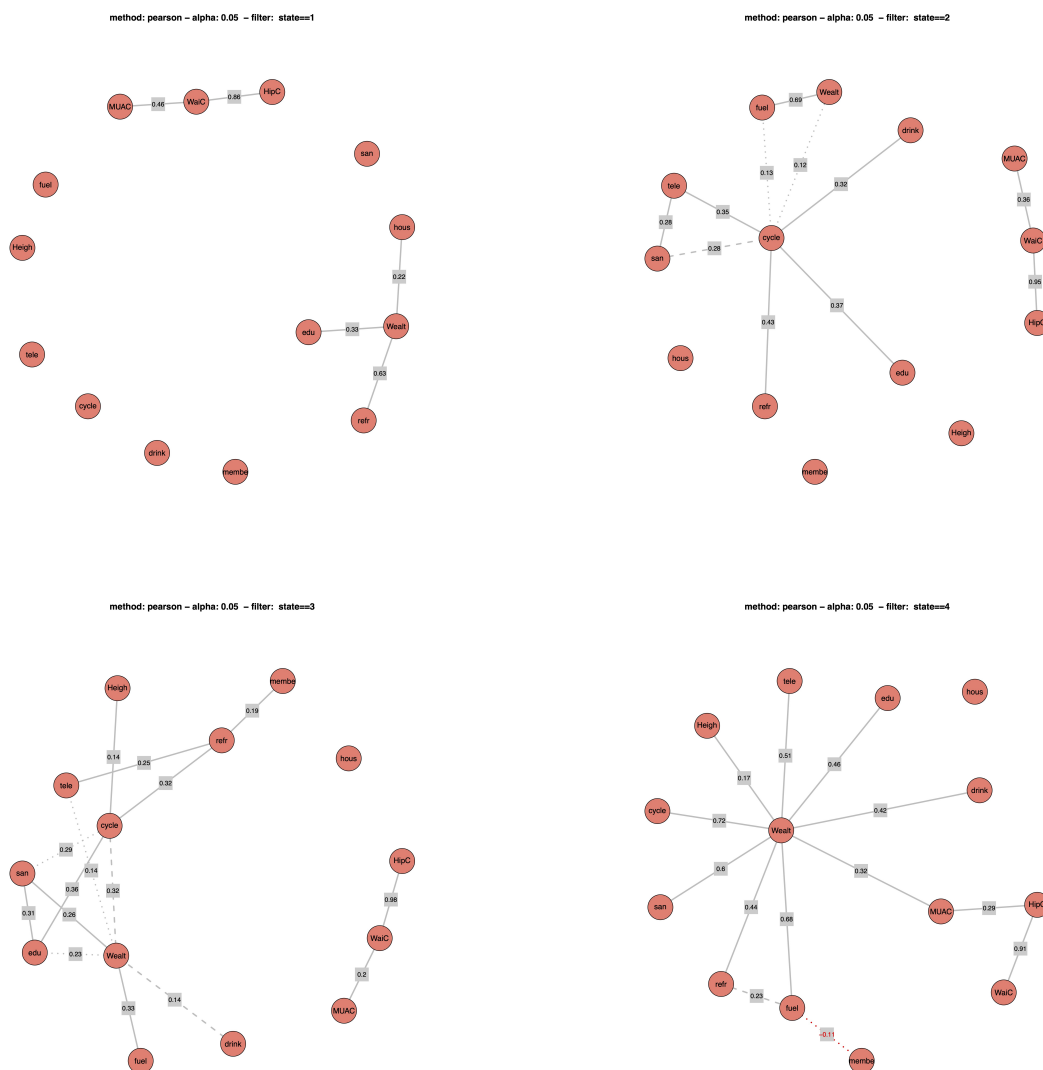 method: pearson – alpha: 0.05 – filter: state==1
MUAC
0.46
WaiC
0.86
HipC
san
fuel
hous
Heigh
0.22
edu
0.33
Wealt
tele
0.63
cycle
refr
drink
membe
method: pearson – alpha: 0.05 – filter: state==2
fuel
0.69
Wealt
drink
MUAC
0.13
0.12
tele
0.32
0.36
0.28
0.35
cycle
WaiC
san
0.28
0.95
0.43
0.37
HipC
hous
edu
refr
Heigh
membe
method: pearson – alpha: 0.05 – filter: state==3
Heigh
membe
0.19
refr
0.14
0.25
hous
tele
0.32
cycle
0.29
HipC
san
0.14
0.36
0.32
0.98
0.31
0.26
WaiC
edu
0.23
Wealt
0.2
0.14
0.33
MUAC
drink
fuel
method: pearson – alpha: 0.05 – filter: state==4
tele
edu
hous
Heigh
0.51
0.46
0.17
drink
cycle
0.72
0.42
Wealt
0.6
0.32
san
0.44
0.68
MUAC
0.29
HipC
0.91
refr
0.23
fuel
WaiC
-0.11
membe